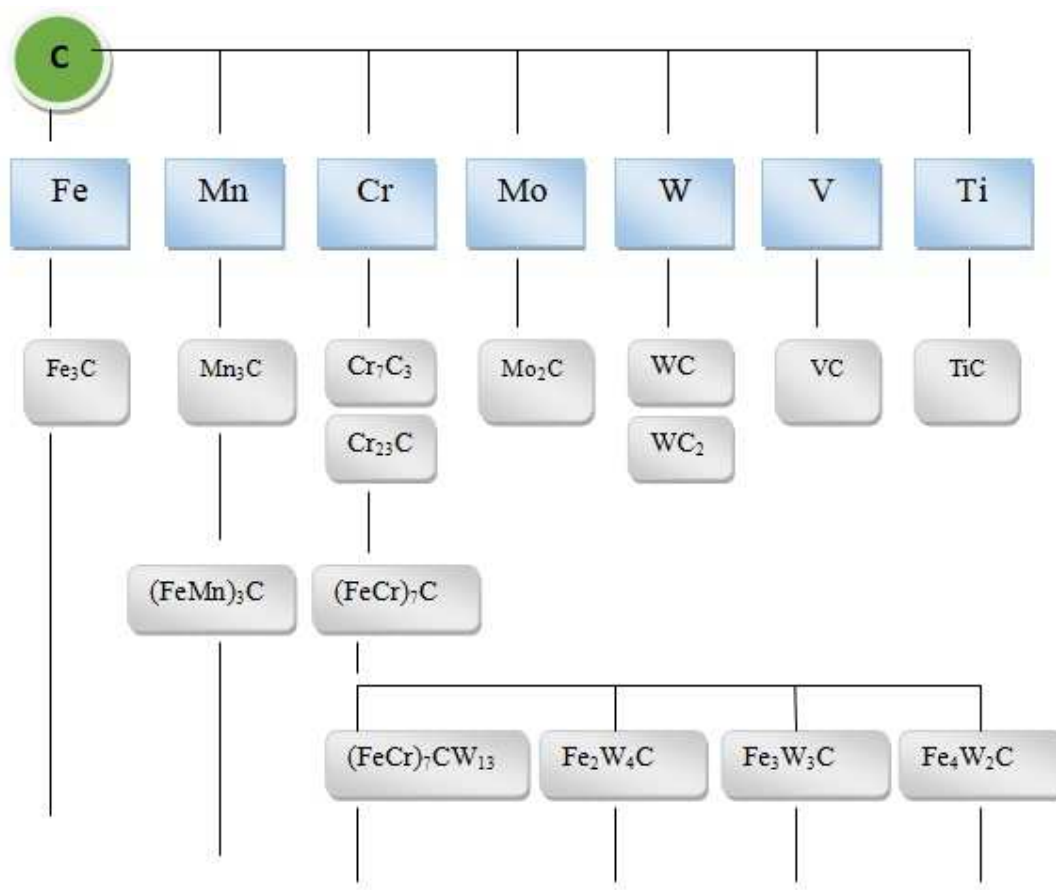 C
Fe
Mn
Cr
Mo
W
V
Ti
Fe₃C
Mn₃C
Cr₇C₃
Mo₂C
WC
VC
TiC
Cr₂₃C
WC₂
(FeMn)₃C
(FeCr)₇C
(FeCr)₇CW₁₃
Fe₂W₄C
Fe₃W₃C
Fe₄W₂C